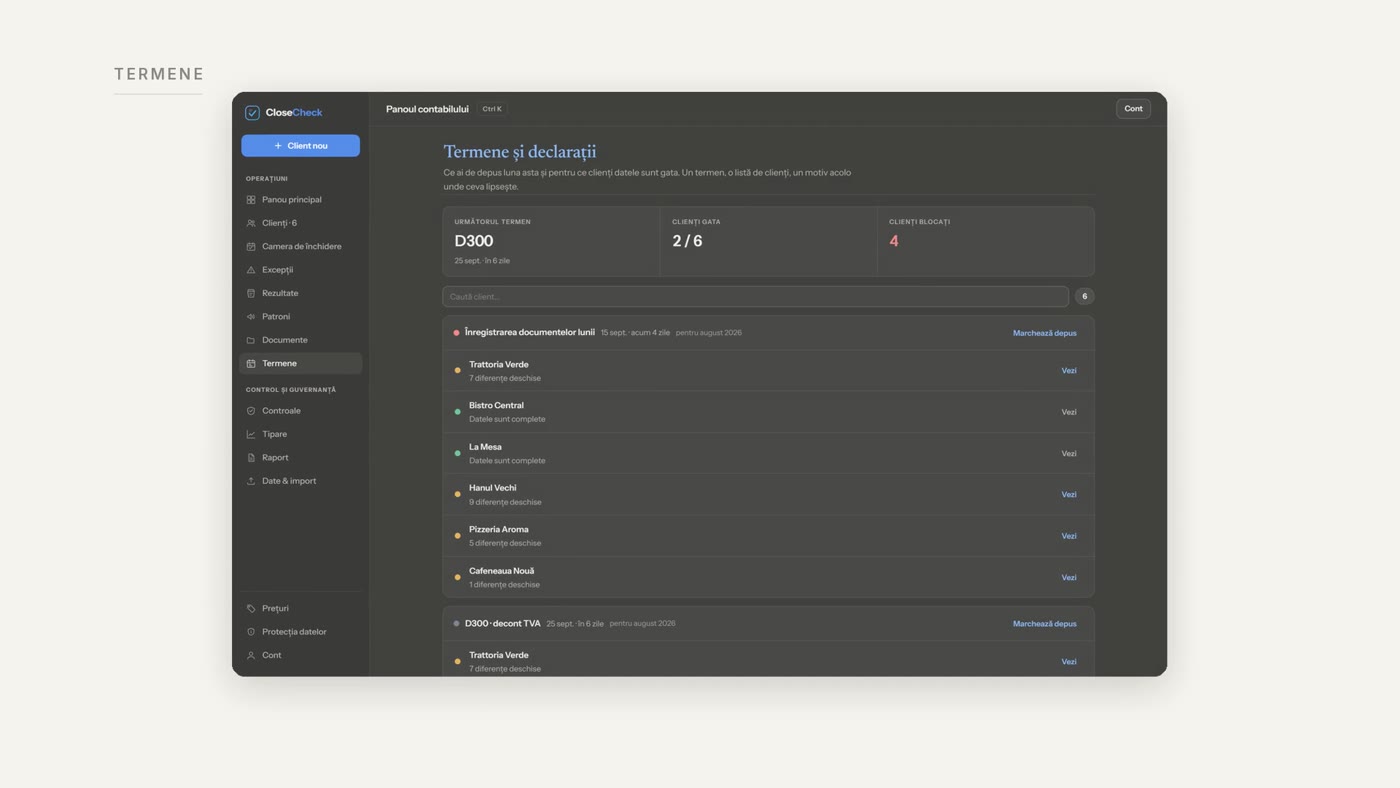 TERMENE
CloseCheck
Panoul contabilului
Ctrl K
Cont
+ Client nou
OPERAȚIUNI
Panou principal
Clienți · 6
Camera de închidere
Excepții
Rezultate
Patroni
Documente
Termene
CONTROL ȘI GUVERNANȚĂ
Controale
Tipare
Raport
Date & import
Prețuri
Protecția datelor
Cont
Termene și declarații
Ce ai de depus luna asta și pentru ce clienți datele sunt gata. Un termen, o listă de clienți, un motiv acolo
unde ceva lipsește.
URMĂTORUL TERMEN
D300
25 sept. · în 6 zile
CLIENȚI GATA
2 / 6
CLIENȚI BLOCAȚI
4
Caută client...
6
Înregistrarea documentelor lunii 15 sept. · acum 4 zile pentru august 2026 Marchează depus
Trattoria Verde
7 diferențe deschise
Vezi
Bistro Central
Datele sunt complete
Vezi
La Mesa
Datele sunt complete
Vezi
Hanul Vechi
9 diferențe deschise
Vezi
Pizzeria Aroma
5 diferențe deschise
Vezi
Cafeneaua Nouă
1 diferențe deschise
Vezi
D300 · decont TVA 25 sept. · în 6 zile pentru august 2026 Marchează depus
Trattoria Verde
7 diferențe deschise
Vezi